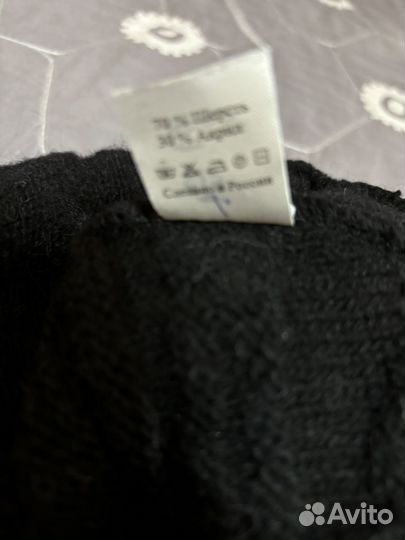 70 % Шерсть
30 % Акрил
Сделано в России
Avito